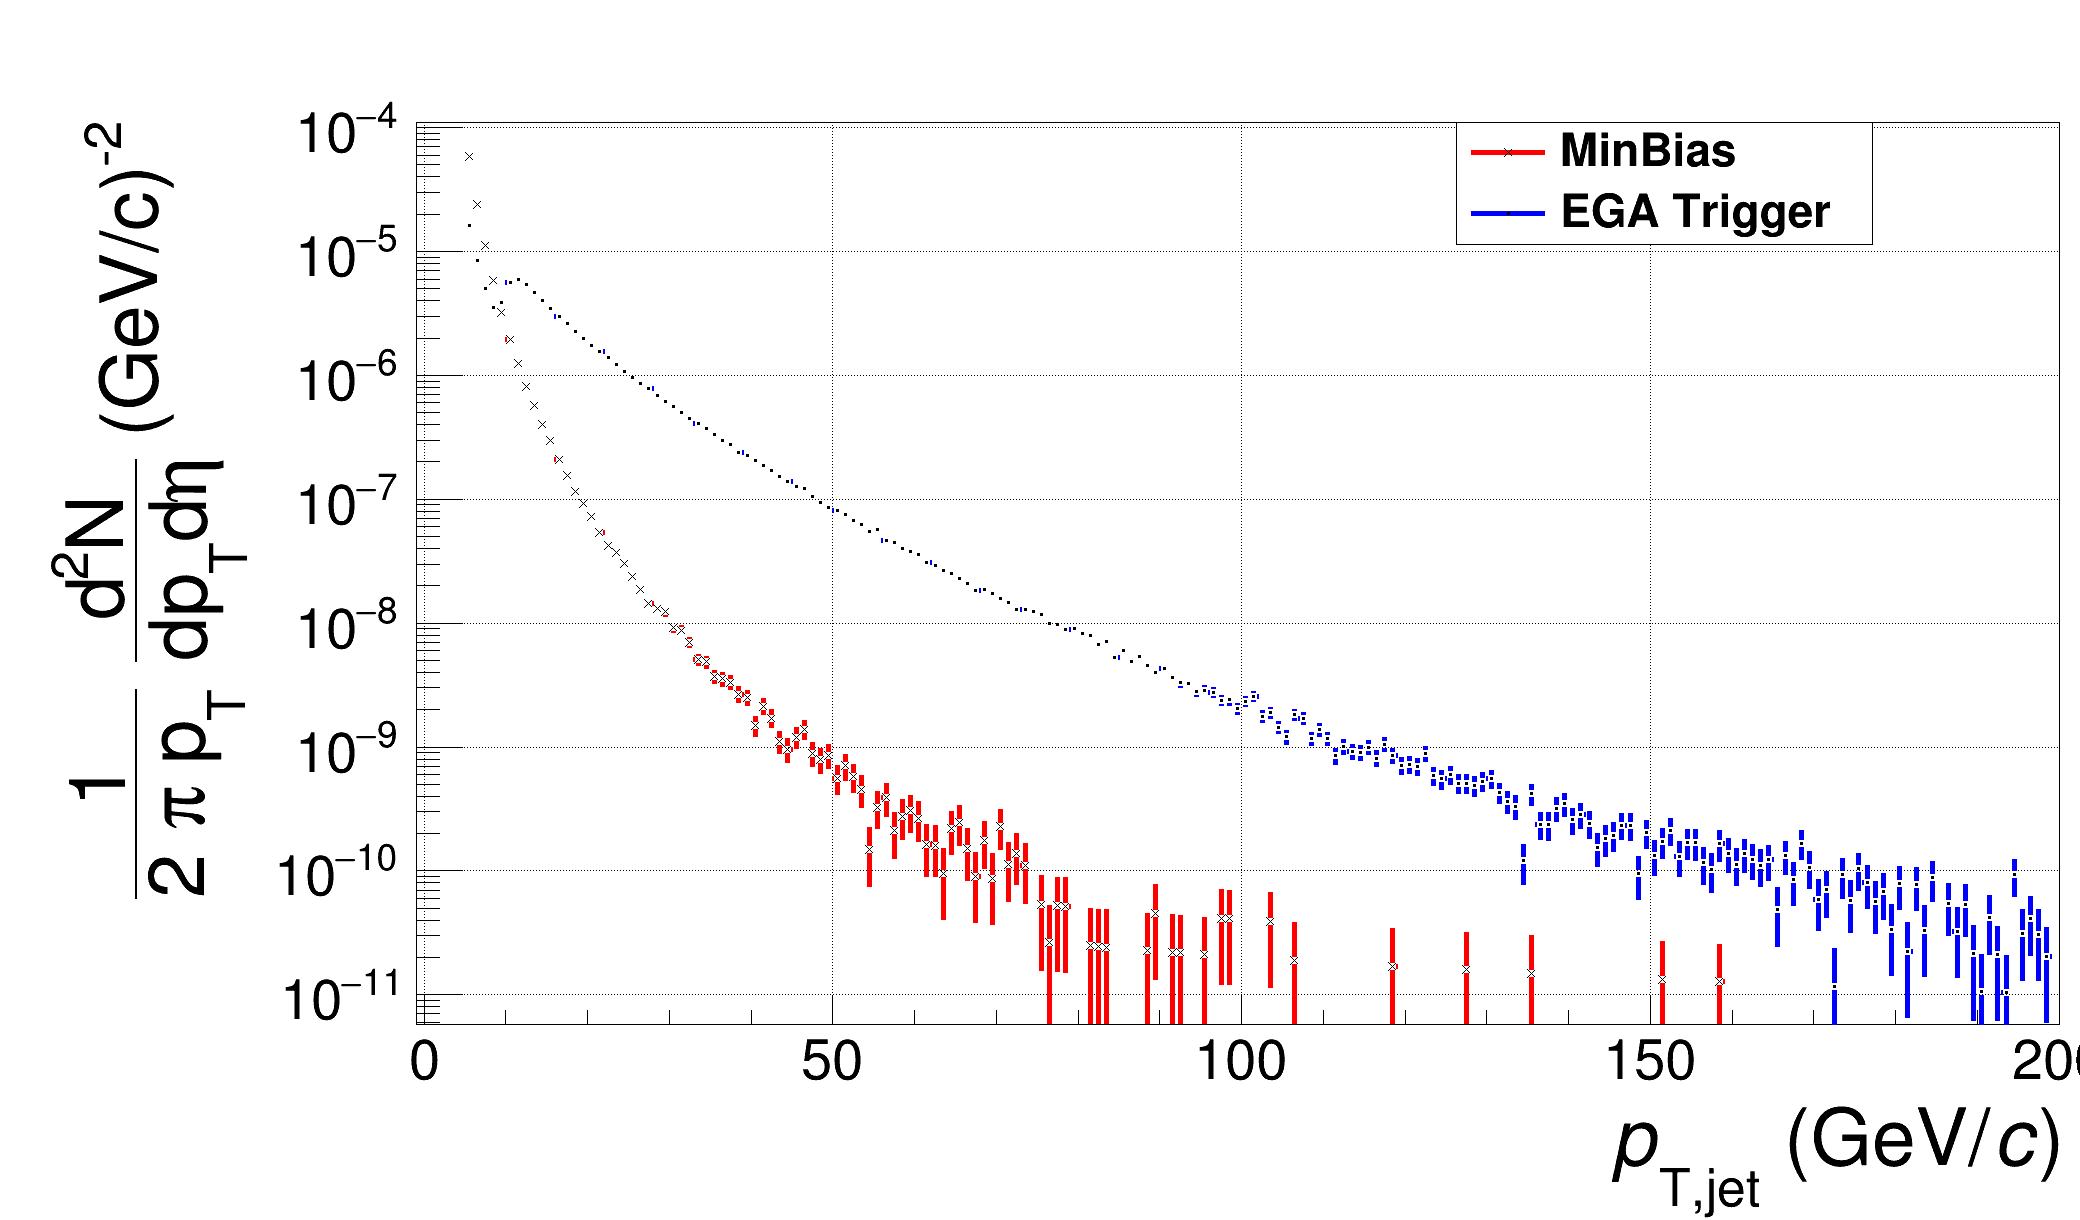 1/(2 π p_T) d²N/(dp_T dη) (GeV/c)^-2
10^−4
10^−5
10^−6
10^−7
10^−8
10^−9
10^−10
10^−11
MinBias
EGA Trigger
0 50 100 150 200
p_T,jet (GeV/c)